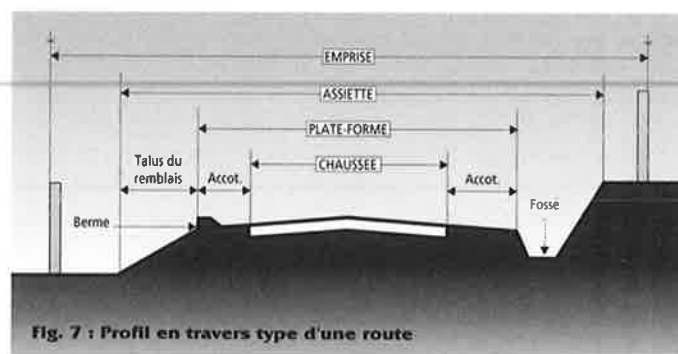 EMPRISE
ASSIETTE
PLATE-FORME
CHAUSSEE
Talus du
remblais
Accot.
Accot.
Berme
Fosse
Fig. 7 : Profil en travers type d'une route